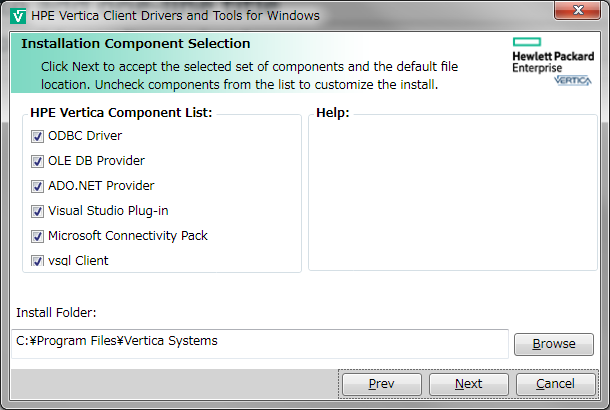 HPE Vertica Client Drivers and Tools for Windows
Installation Component Selection
Click Next to accept the selected set of components and the default file
location. Uncheck components from the list to customize the install.
Hewlett Packard
Enterprise
VERTICA
HPE Vertica Component List:
ODBC Driver
OLE DB Provider
ADO.NET Provider
Visual Studio Plug-in
Microsoft Connectivity Pack
vsql Client
Help:
Install Folder:
C:¥Program Files¥Vertica Systems
Browse
Prev
Next
Cancel